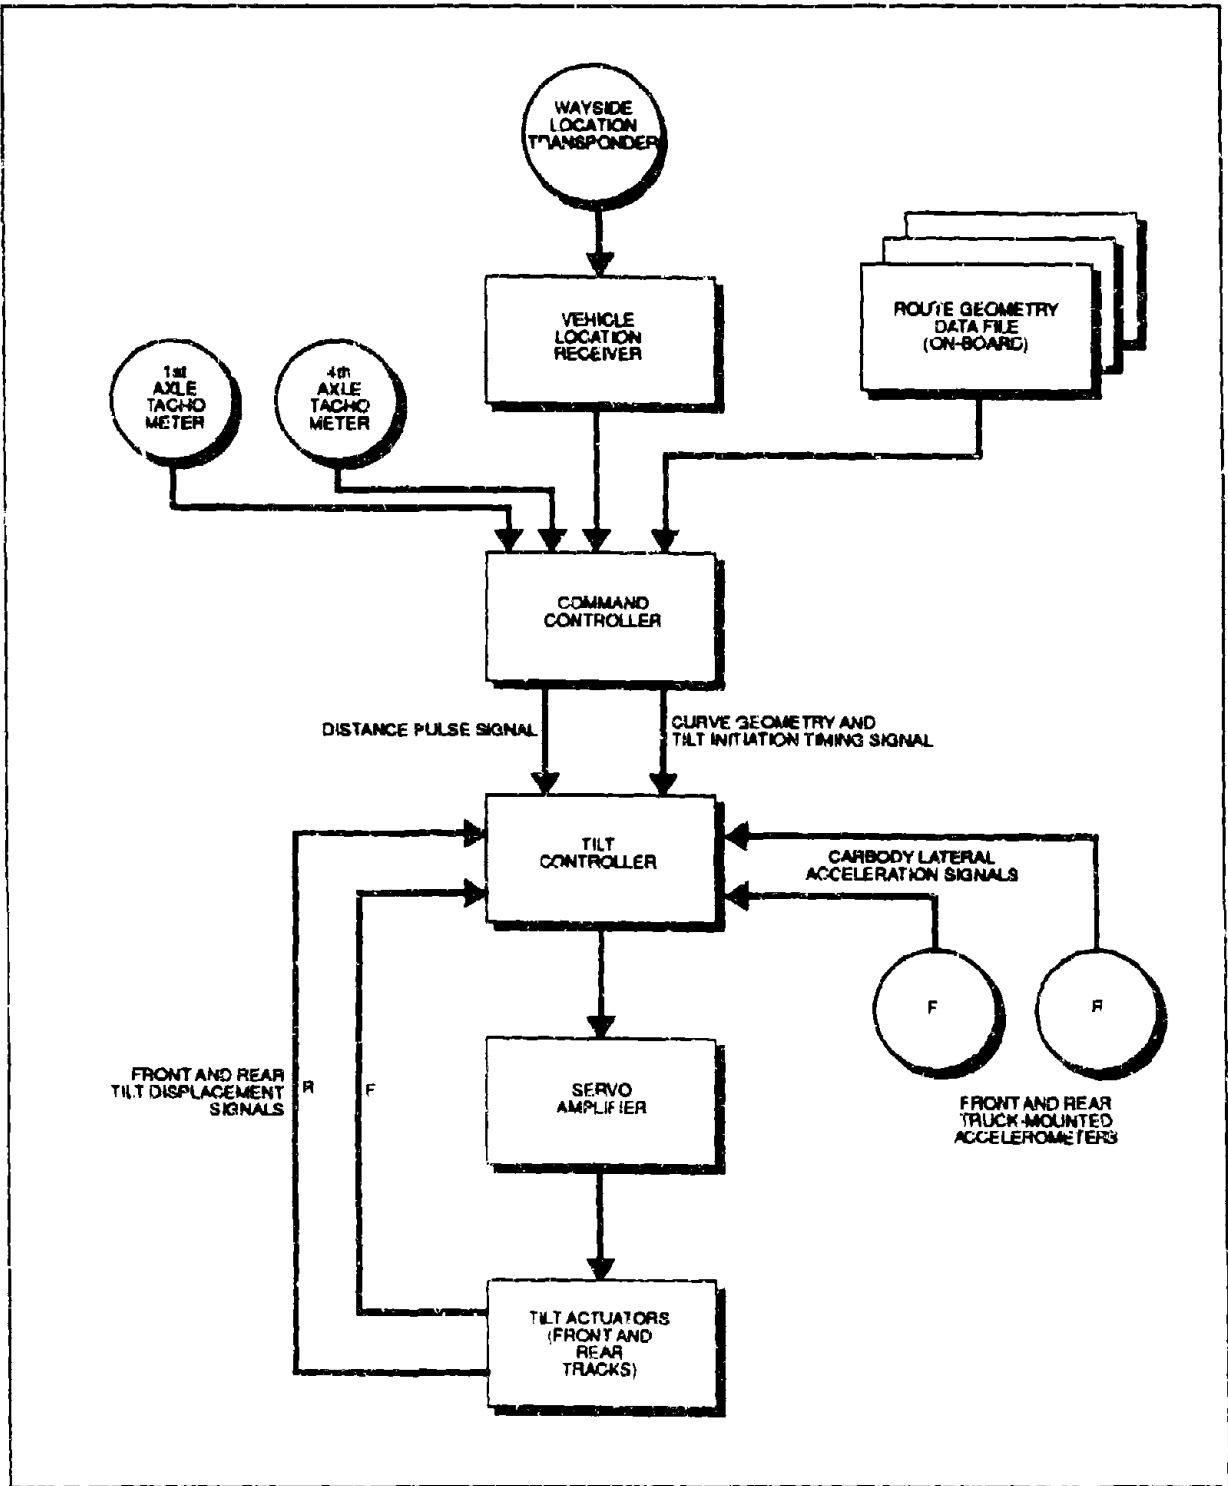 WAYSIDE
LOCATION
TRANSPONDER
VEHICLE
LOCATION
RECEIVER
ROUTE GEOMETRY
DATA FILE
(ON-BOARD)
1st
AXLE
TACHO
METER
4th
AXLE
TACHO
METER
COMMAND
CONTROLLER
DISTANCE PULSE SIGNAL
CURVE GEOMETRY AND
TILT INITIATION TIMING SIGNAL
TILT
CONTROLLER
CARBODY LATERAL
ACCELERATION SIGNALS
F
R
FRONT AND REAR
TRUCK-MOUNTED
ACCELEROMETERS
FRONT AND REAR
TILT DISPLACEMENT
SIGNALS
R
F
SERVO
AMPLIFIER
TILT ACTUATORS
(FRONT AND
REAR
TRACKS)